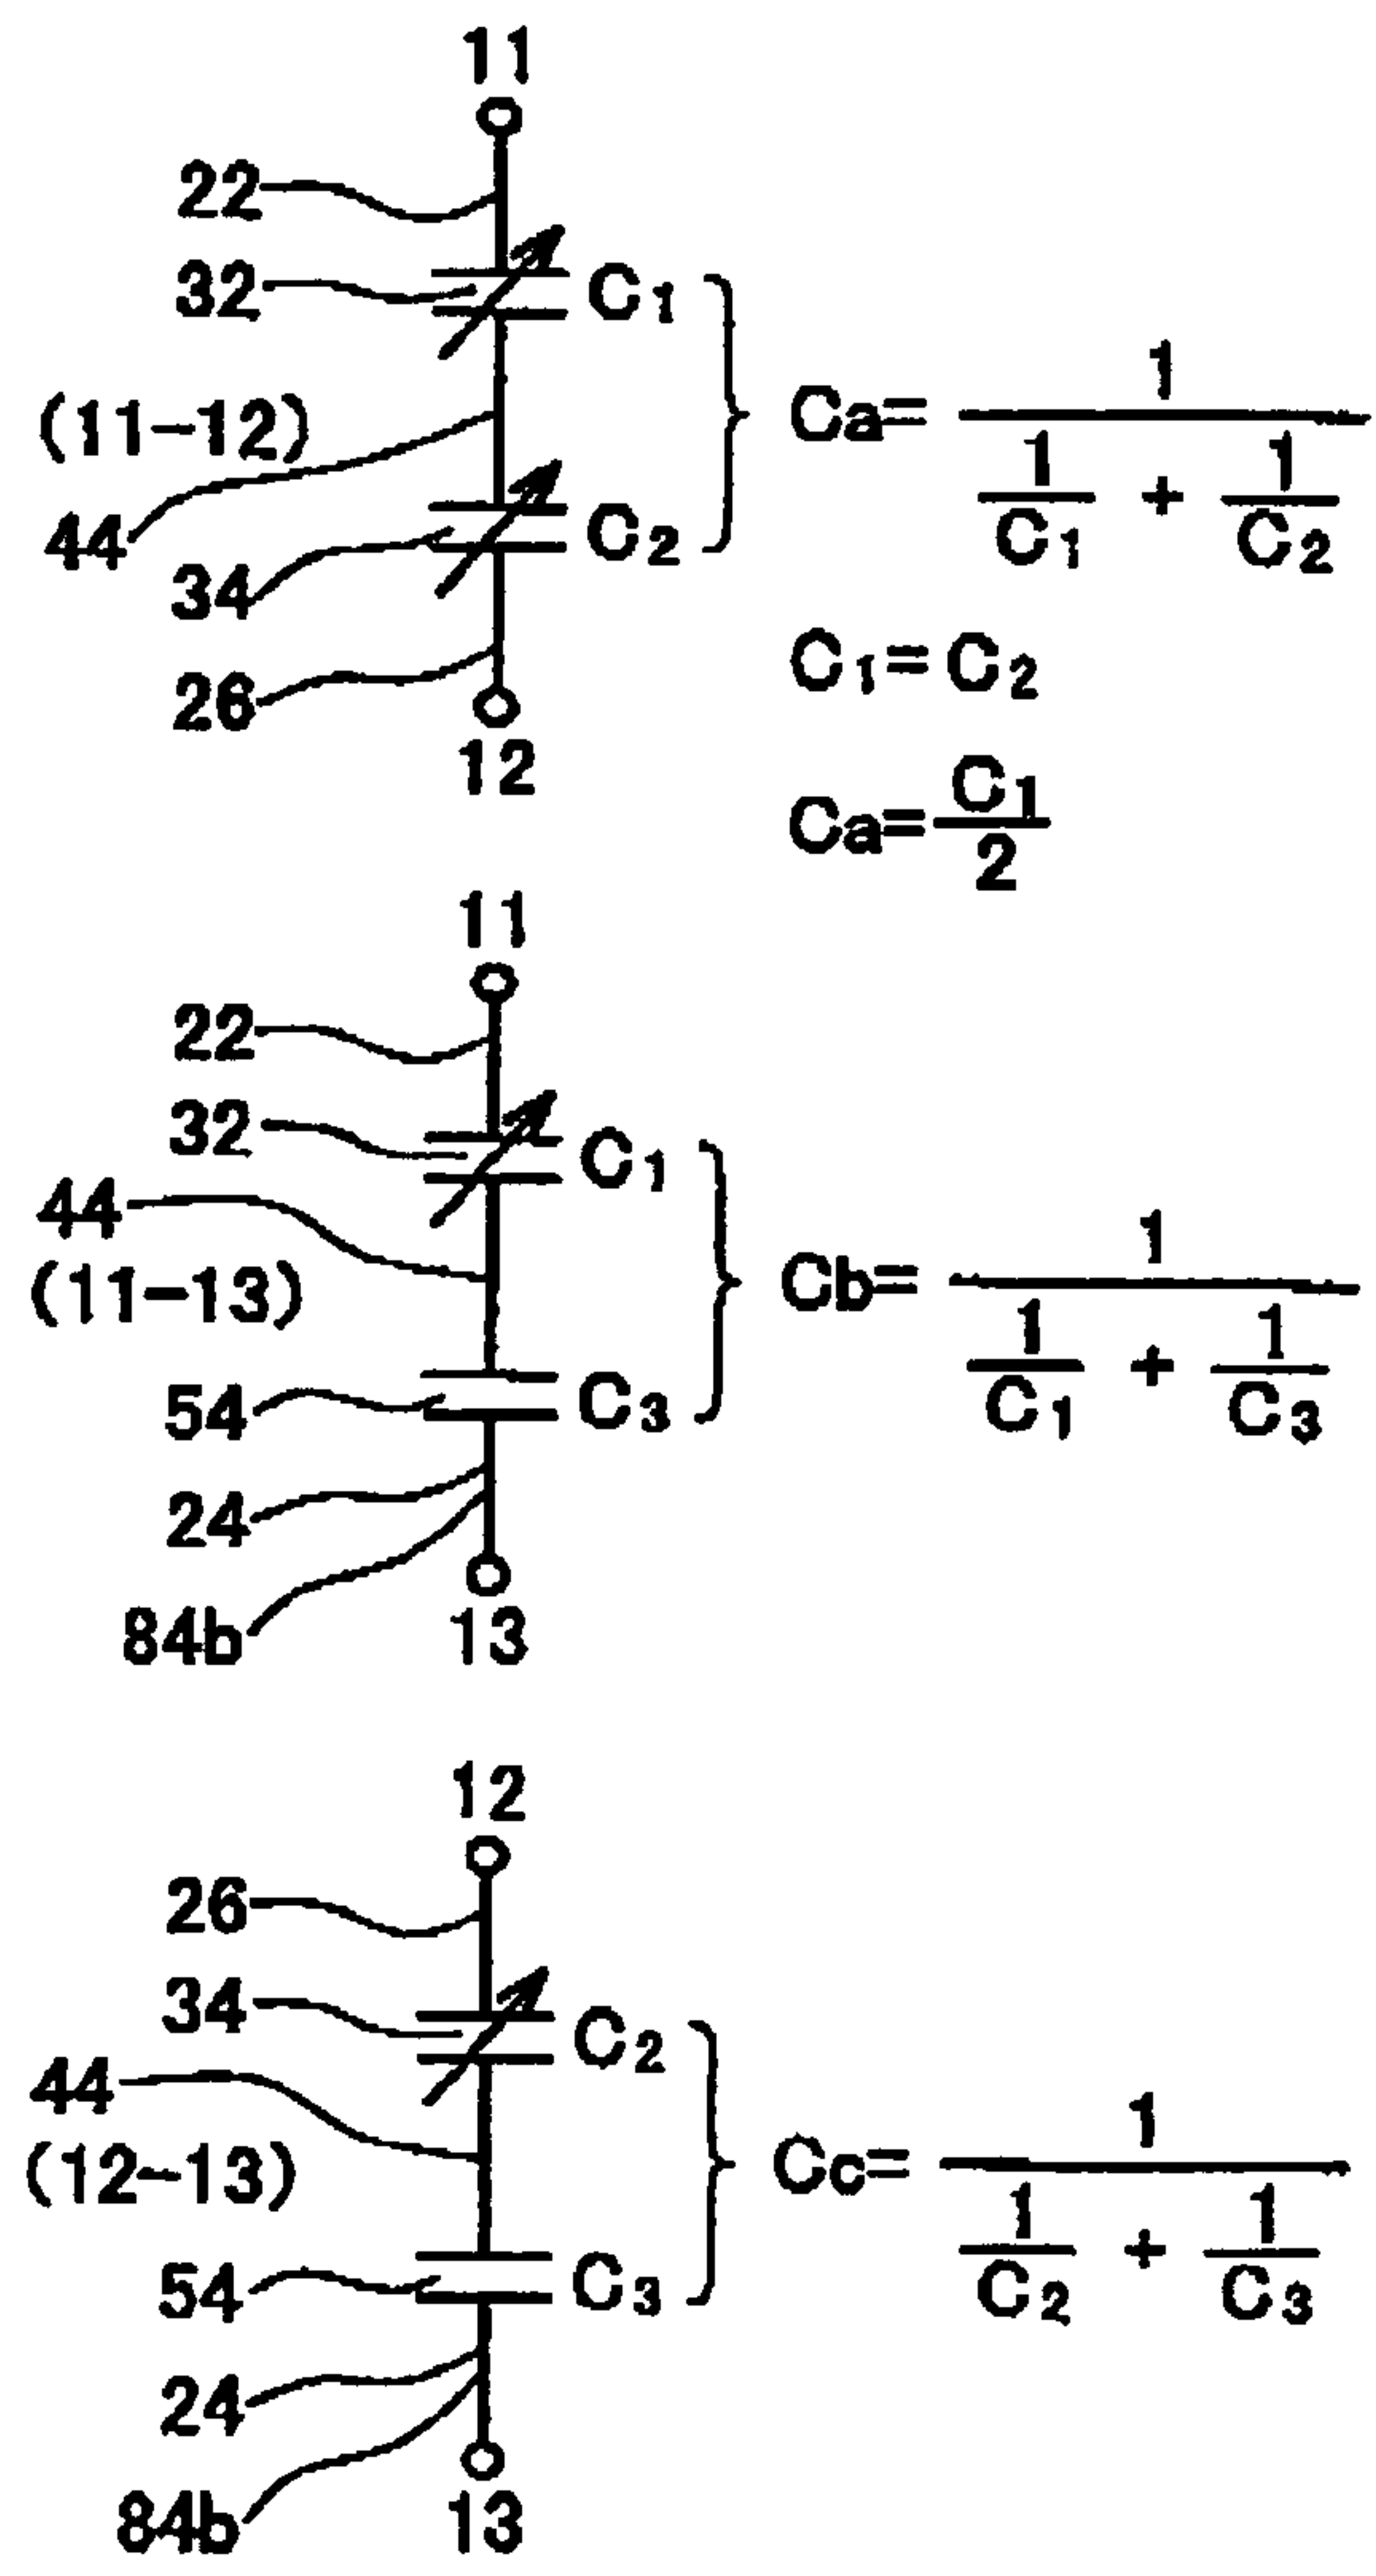 11
22
32
C1
(11-12)
Ca= 1 / (1/C1 + 1/C2)
44
C2
34
C1=C2
26
12
Ca= C1/2
11
22
32
C1
44
(11-13)
Cb= 1 / (1/C1 + 1/C3)
54
C3
24
84b
13
12
26
34
C2
44
(12-13)
Cc= 1 / (1/C2 + 1/C3)
54
C3
24
84b
13